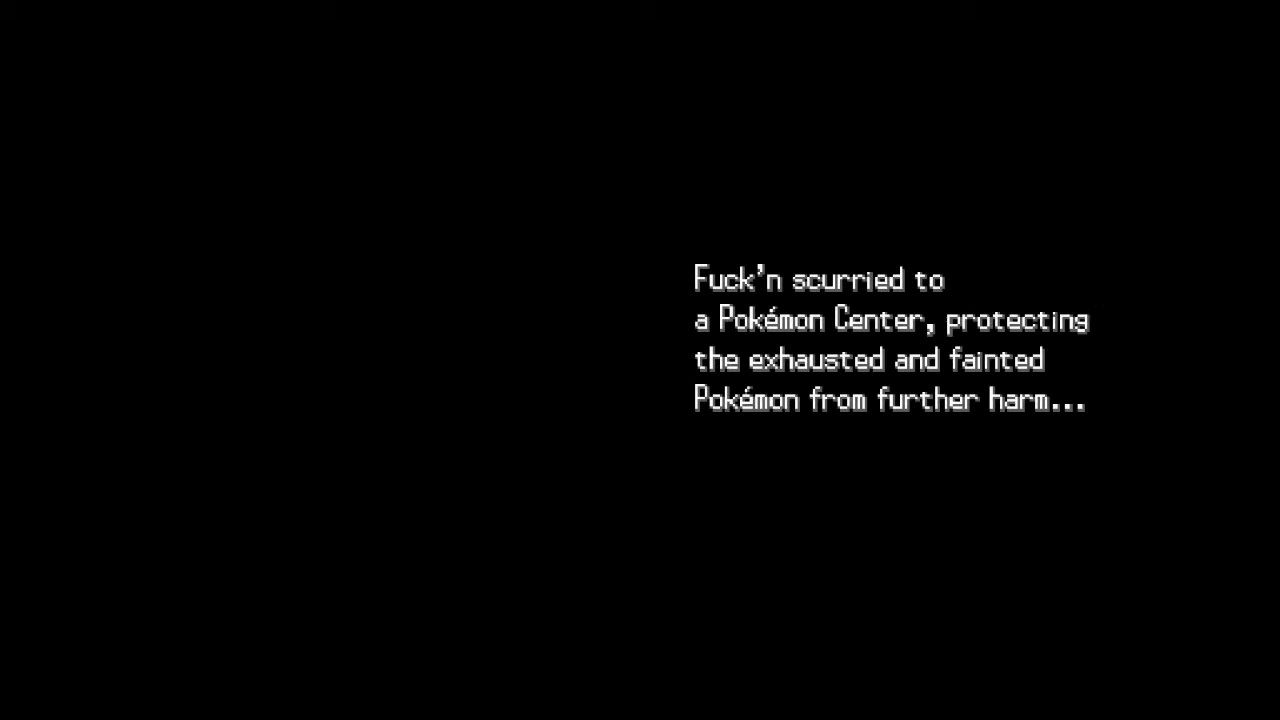 Fuck'n scurried to
a Pokémon Center, protecting
the exhausted and fainted
Pokémon from further harm...